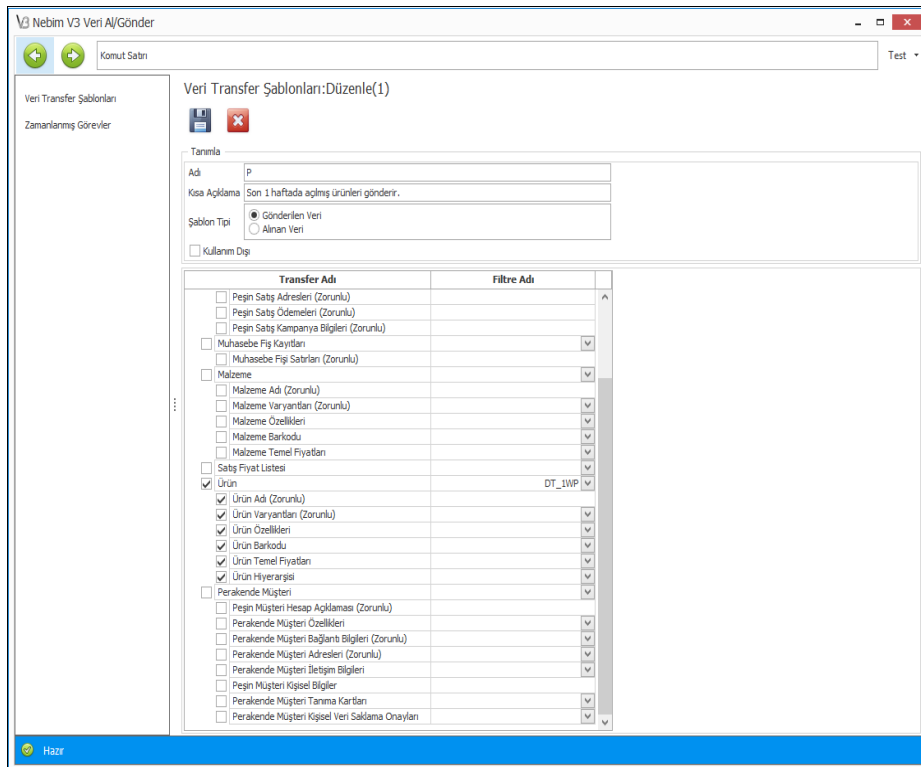 Nebim V3 Veri Al/Gönder
Komut Satırı
Test
Veri Transfer Şablonları
Zamanlanmış Görevler
Veri Transfer Şablonları:Düzenle(1)
Tanımla
Adı P
Kısa Açıklama Son 1 haftada açılmış ürünleri gönderir.
Şablon Tipi
Gönderilen Veri
Alınan Veri
Kullanım Dışı
Transfer Adı Filtre Adı
Peşin Satış Adresleri (Zorunlu)
Peşin Satış Ödemeleri (Zorunlu)
Peşin Satış Kampanya Bilgileri (Zorunlu)
Muhasebe Fiş Kayıtları
Muhasebe Fişi Satırları (Zorunlu)
Malzeme
Malzeme Adı (Zorunlu)
Malzeme Varyantları (Zorunlu)
Malzeme Özellikleri
Malzeme Barkodu
Malzeme Temel Fiyatları
Satış Fiyat Listesi
Ürün DT_1WP
Ürün Adı (Zorunlu)
Ürün Varyantları (Zorunlu)
Ürün Özellikleri
Ürün Barkodu
Ürün Temel Fiyatları
Ürün Hiyerarşisi
Perakende Müşteri
Peşin Müşteri Hesap Açıklaması (Zorunlu)
Perakende Müşteri Özellikleri
Perakende Müşteri Bağlantı Bilgileri (Zorunlu)
Perakende Müşteri Adresleri (Zorunlu)
Perakende Müşteri İletişim Bilgileri
Peşin Müşteri Kişisel Bilgiler
Perakende Müşteri Tanıma Kartları
Perakende Müşteri Kişisel Veri Saklama Onayları
Hazır